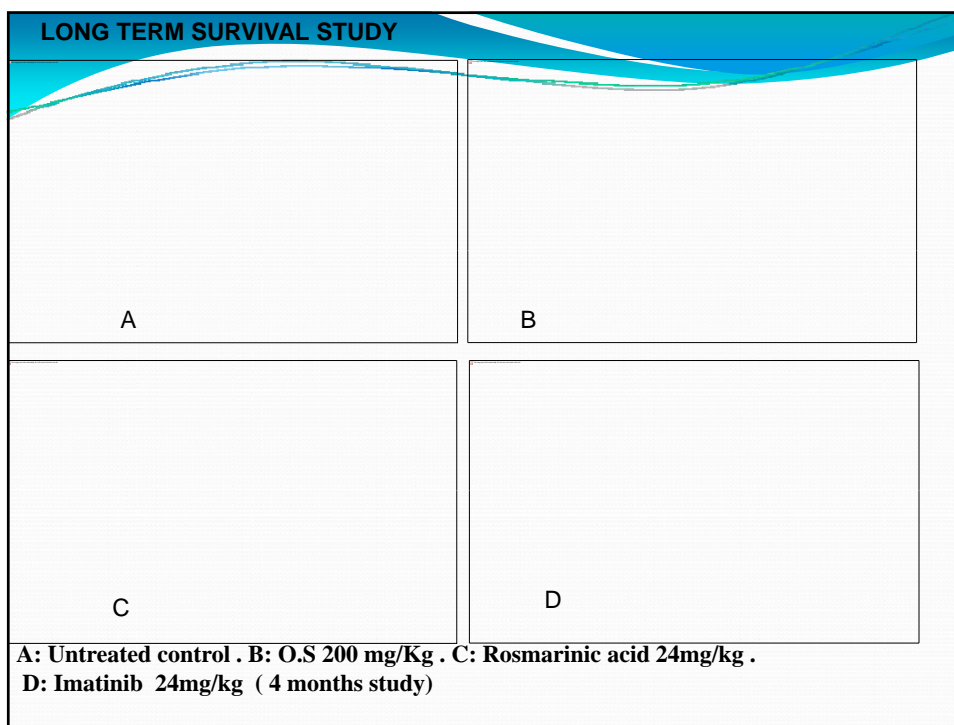 LONG TERM SURVIVAL STUDY
A
B
C
D
A: Untreated control . B: O.S 200 mg/Kg . C: Rosmarinic acid 24mg/kg .
D: Imatinib 24mg/kg ( 4 months study)